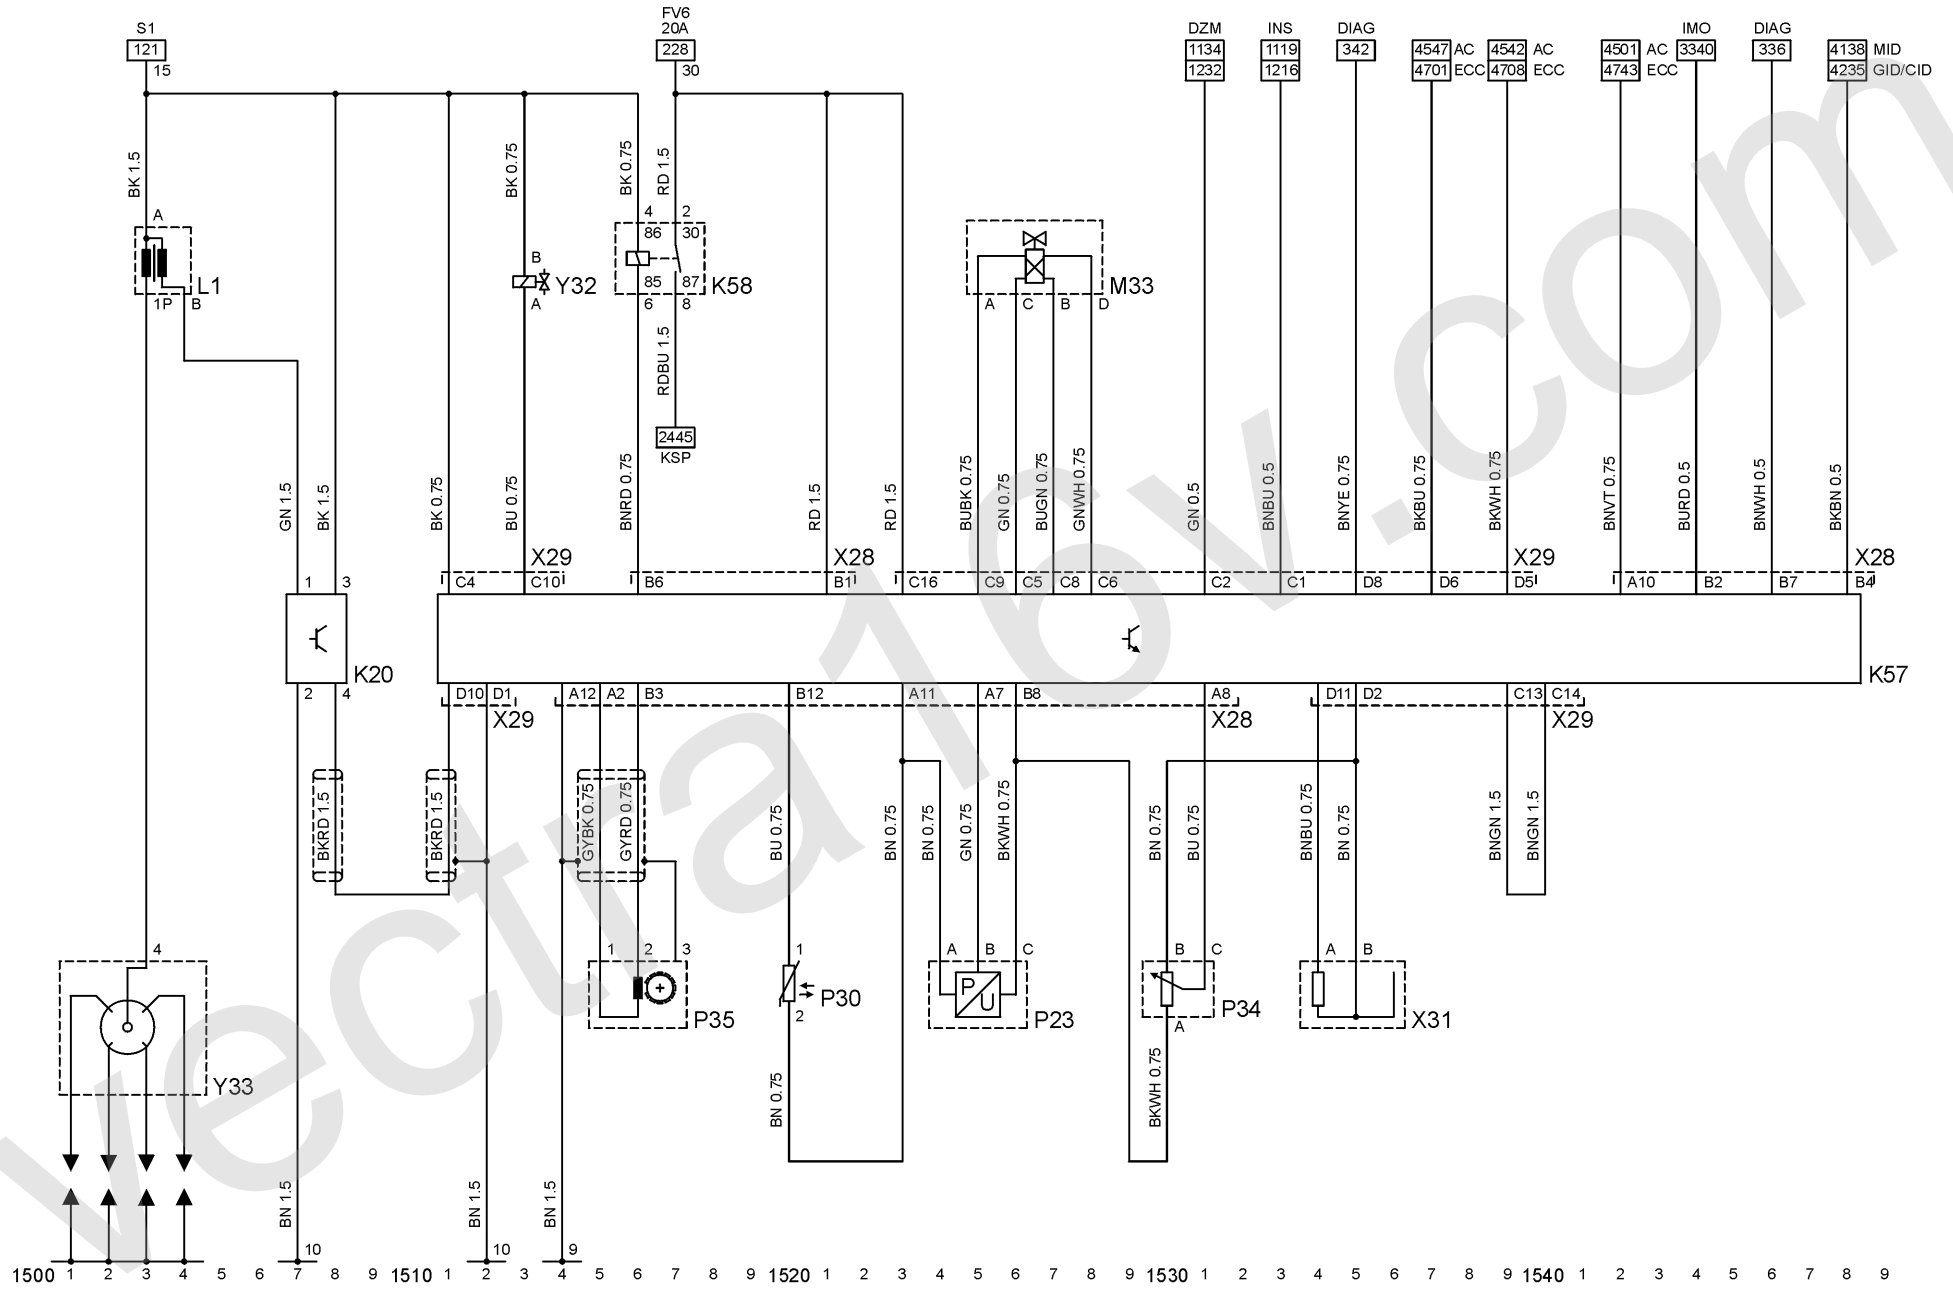 S1
121
15
FV6
20A
228
30
DZM
1134
1232
INS
1119
1216
DIAG
342
4547 AC
4701 ECC
4542 AC
4708 ECC
4501 AC
4743 ECC
IMO
3340
DIAG
336
4138 MID
4235 GID/CID
BK 1.5
BK 0.75
BK 0.75
RD 1.5
A
L1
1P
B
B
Y32
A
4
2
86
30
85
87
K58
6
8
RDBU 1.5
2445
KSP
M33
A
C
B
D
GN 1.5
BK 1.5
BK 0.75
BU 0.75
BNRD 0.75
RD 1.5
RD 1.5
BUBK 0.75
GN 0.75
BUGN 0.75
GNWH 0.75
GN 0.5
BNBU 0.5
BNYE 0.75
BKBU 0.75
BKWH 0.75
BNVT 0.75
BURD 0.5
BNWH 0.5
BKBN 0.5
X29
X28
X29
X28
1
3
C4
C10
B6
B1
C16
C9
C5
C8
C6
C2
C1
D8
D6
D5
A10
B2
B7
B4
K20
K57
2
4
D10
D1
A12
A2
B3
B12
A11
A7
B8
A8
D11
D2
C13
C14
X29
X28
X29
BKRD 1.5
BKRD 1.5
GYBK 0.75
GYRD 0.75
BU 0.75
BN 0.75
BN 0.75
GN 0.75
BKWH 0.75
BN 0.75
BU 0.75
BNBU 0.75
BN 0.75
BNGN 1.5
BNGN 1.5
4
1
2
3
1
A
B
C
B
C
A
B
P35
P30
2
P
U
P23
P34
A
X31
Y33
BN 0.75
BKWH 0.75
BN 1.5
BN 1.5
BN 1.5
10
10
9
1500 1 2 3 4 5 6 7 8 9 1510 1 2 3 4 5 6 7 8 9 1520 1 2 3 4 5 6 7 8 9 1530 1 2 3 4 5 6 7 8 9 1540 1 2 3 4 5 6 7 8 9
vectra16v.com